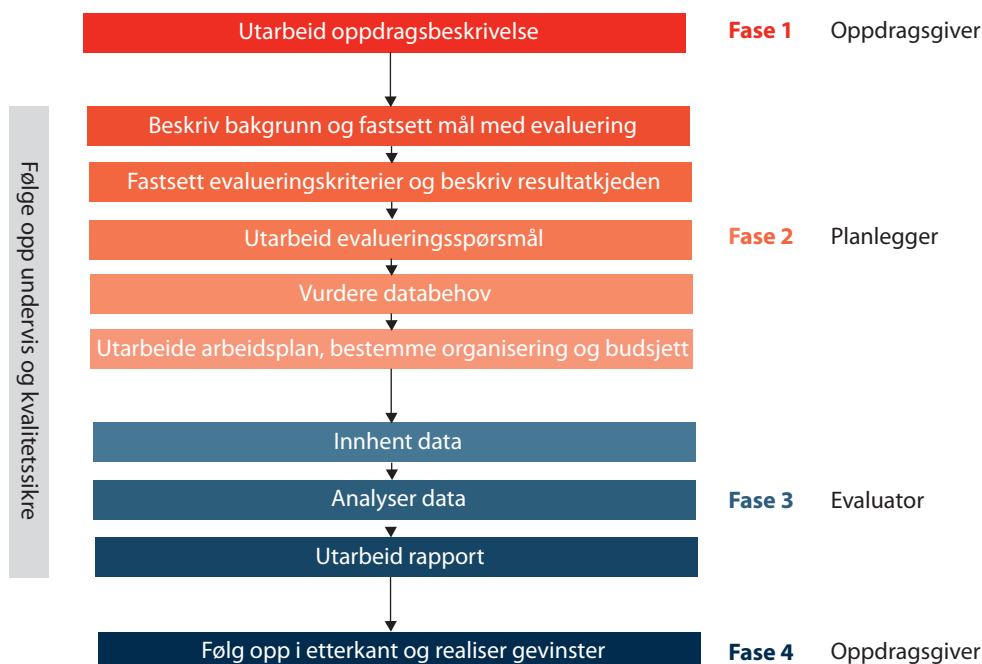 Utarbeid oppdragsbeskrivelse
Fase 1 Oppdragsgiver
Følge opp undervis og kvalitetssikre
Beskriv bakgrunn og fastsett mål med evaluering
Fastsett evalueringskriterier og beskriv resultatkjeden
Utarbeid evalueringsspørsmål
Fase 2 Planlegger
Vurdere databehov
Utarbeide arbeidsplan, bestemme organisering og budsjett
Innhent data
Analyser data
Fase 3 Evaluator
Utarbeid rapport
Følg opp i etterkant og realiser gevinster
Fase 4 Oppdragsgiver